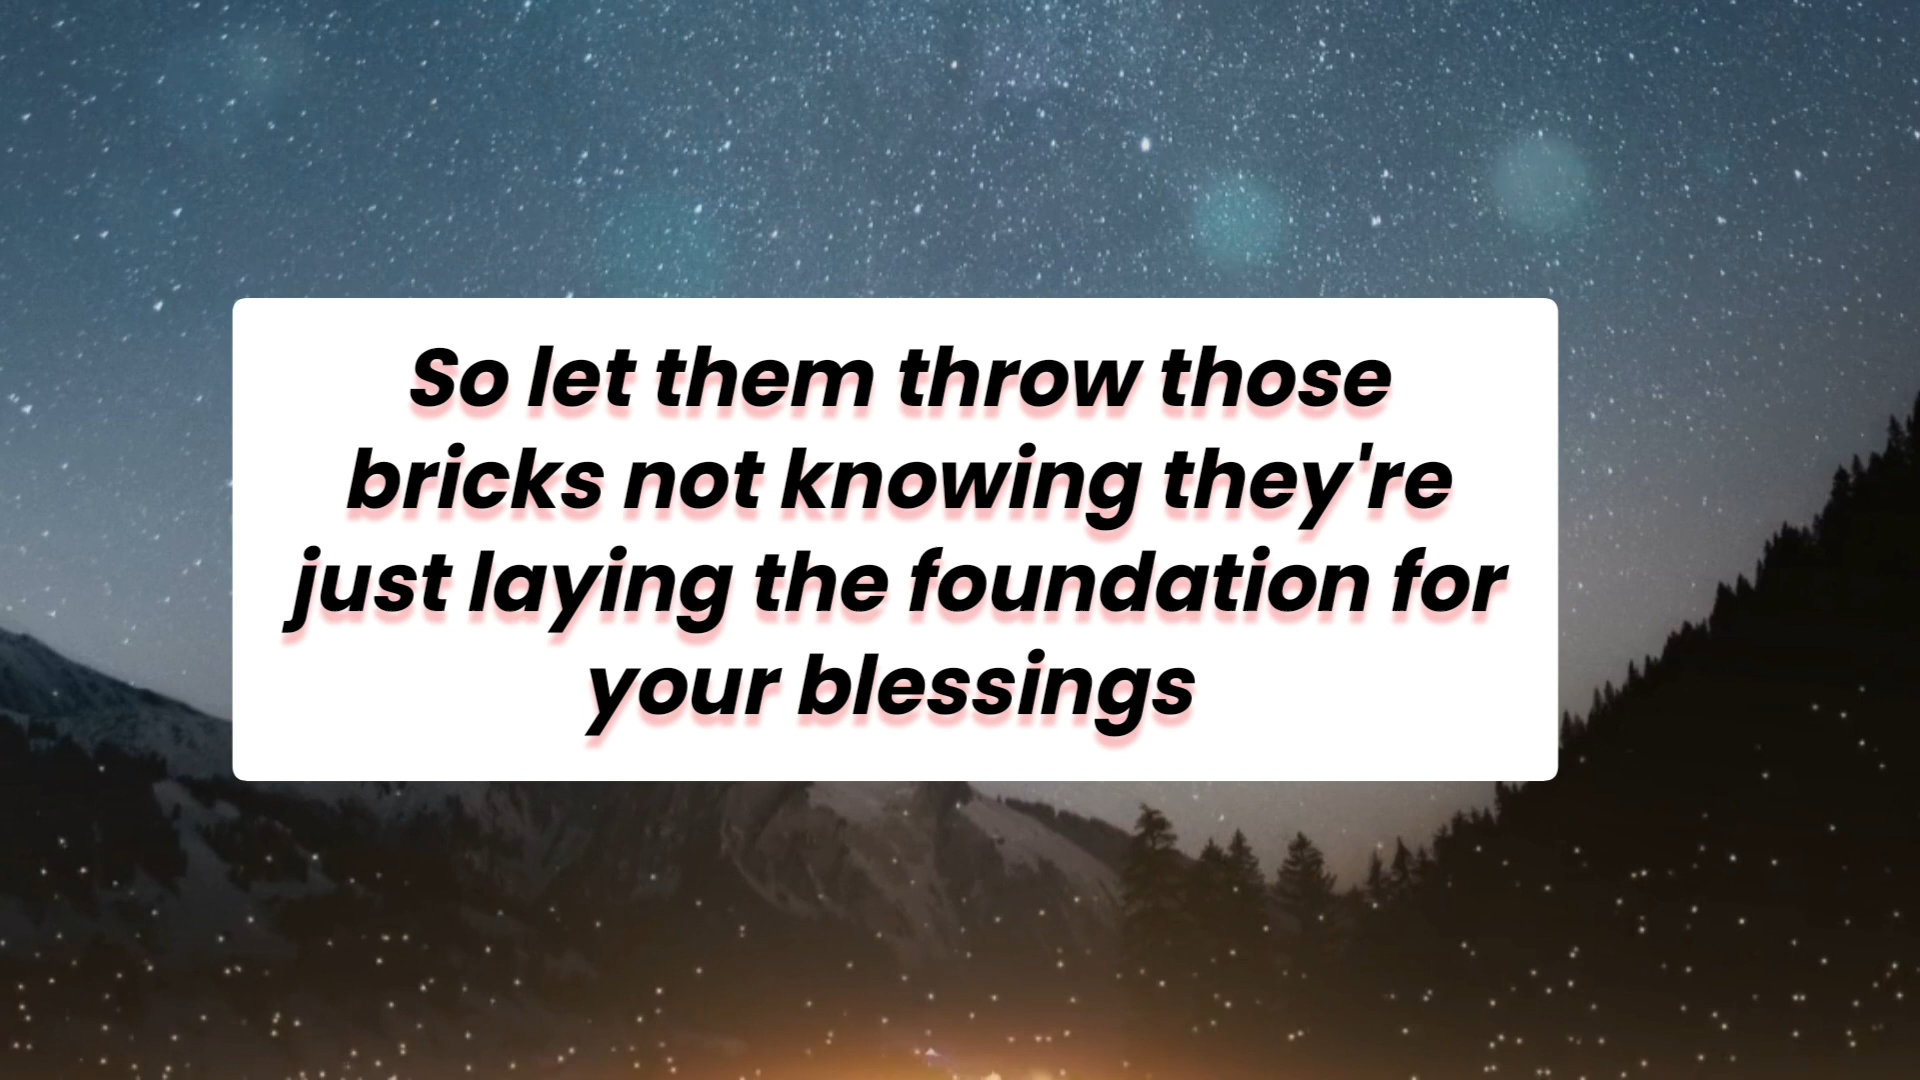 So let them throw those
bricks not knowing they're
just laying the foundation for
your blessings